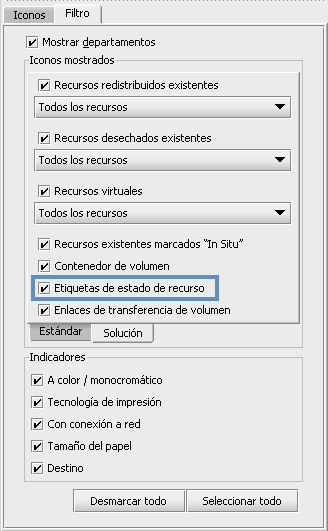 Iconos Filtro
Mostrar departamentos
Iconos mostrados
Recursos redistribuidos existentes
Todos los recursos
Recursos desechados existentes
Todos los recursos
Recursos virtuales
Todos los recursos
Recursos existentes marcados “In Situ”
Contenedor de volumen
Etiquetas de estado de recurso
Enlaces de transferencia de volumen
Estándar Solución
Indicadores
A color / monocromático
Tecnología de impresión
Con conexión a red
Tamaño del papel
Destino
Desmarcar todo Seleccionar todo